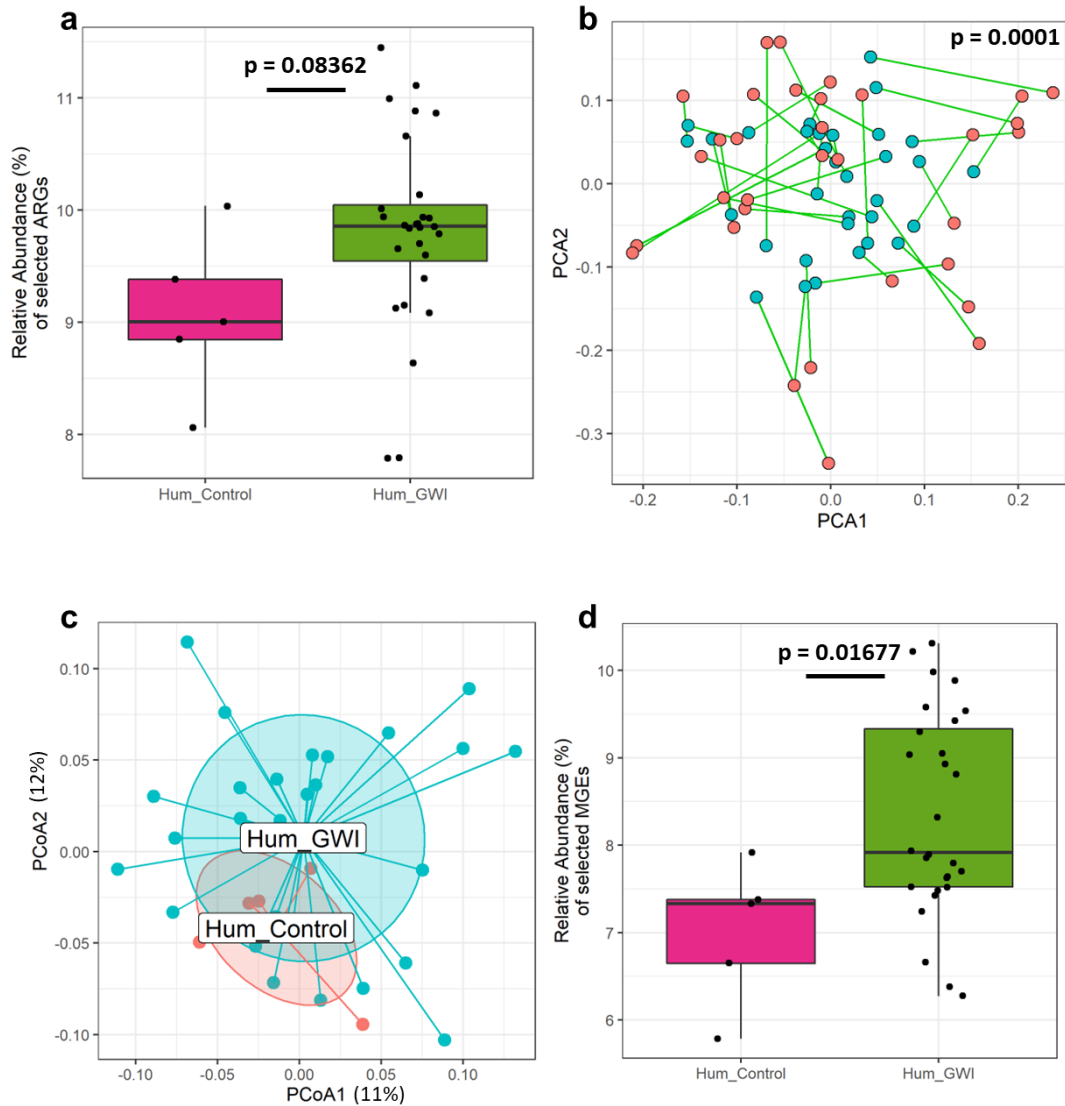 a
p = 0.08362
Relative Abundance (%)
of selected ARGs
11
10
9
8
Hum_Control
Hum_GWI
b
p = 0.0001
PCA2
0.1
0.0
-0.1
-0.2
-0.3
-0.2
-0.1
0.0
0.1
0.2
PCA1
c
PCoA2 (12%)
0.10
0.05
0.00
-0.05
-0.10
Hum_GWI
Hum_Control
-0.10
-0.05
0.00
0.05
0.10
PCoA1 (11%)
d
p = 0.01677
Relative Abundance (%)
of selected MGEs
10
9
8
7
6
Hum_Control
Hum_GWI